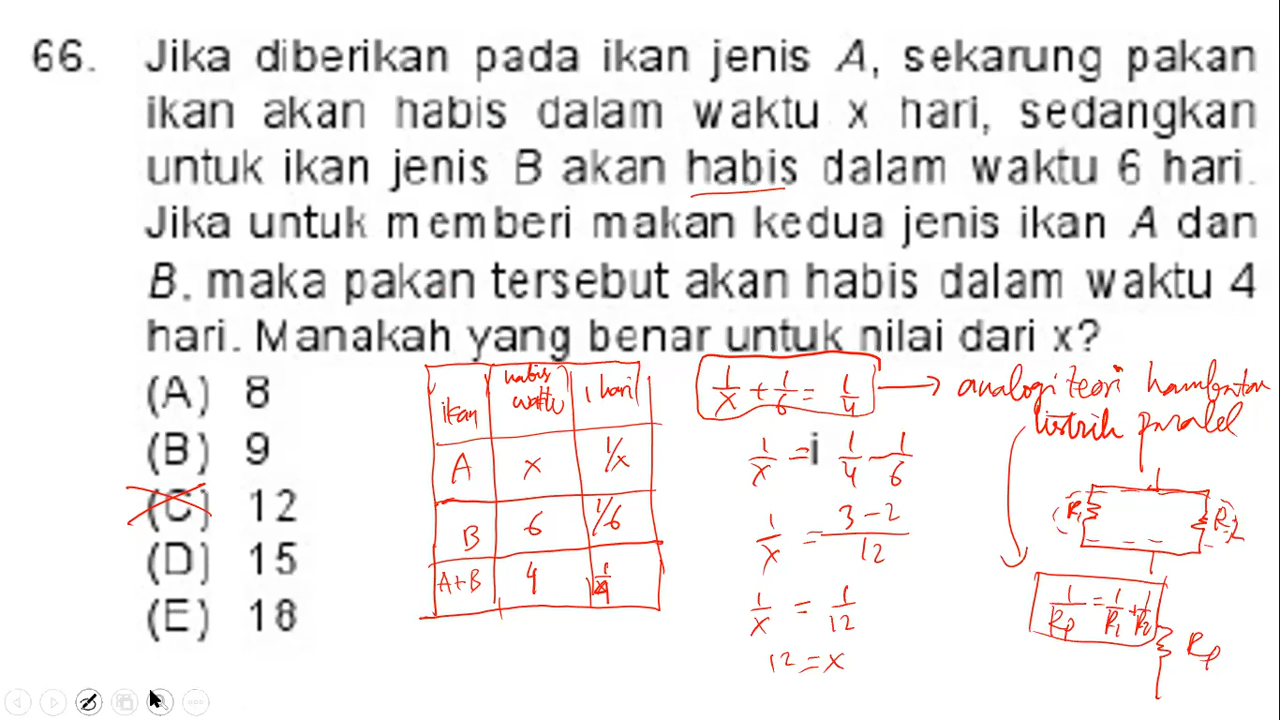 66. Jika diberikan pada ikan jenis A, sekarung pakan
ikan akan habis dalam waktu x hari, sedangkan
untuk ikan jenis B akan habis dalam waktu 6 hari.
Jika untuk memberi makan kedua jenis ikan A dan
B, maka pakan tersebut akan habis dalam waktu 4
hari. Manakah yang benar untuk nilai dari x?
(A) 8
(B) 9
(C) 12
(D) 15
(E) 18
ikan habis waktu 1 hari
A x 1/x
B 6 1/6
A+B 4 1/4
1/x + 1/6 = 1/4 → analogi teori hambatan
listrik paralel
1/x = 1/4 - 1/6
1/x = 3-2/12
1/x = 1/12
12 = x
R1 R2
1/Rp = 1/R1 + 1/R2
Rp